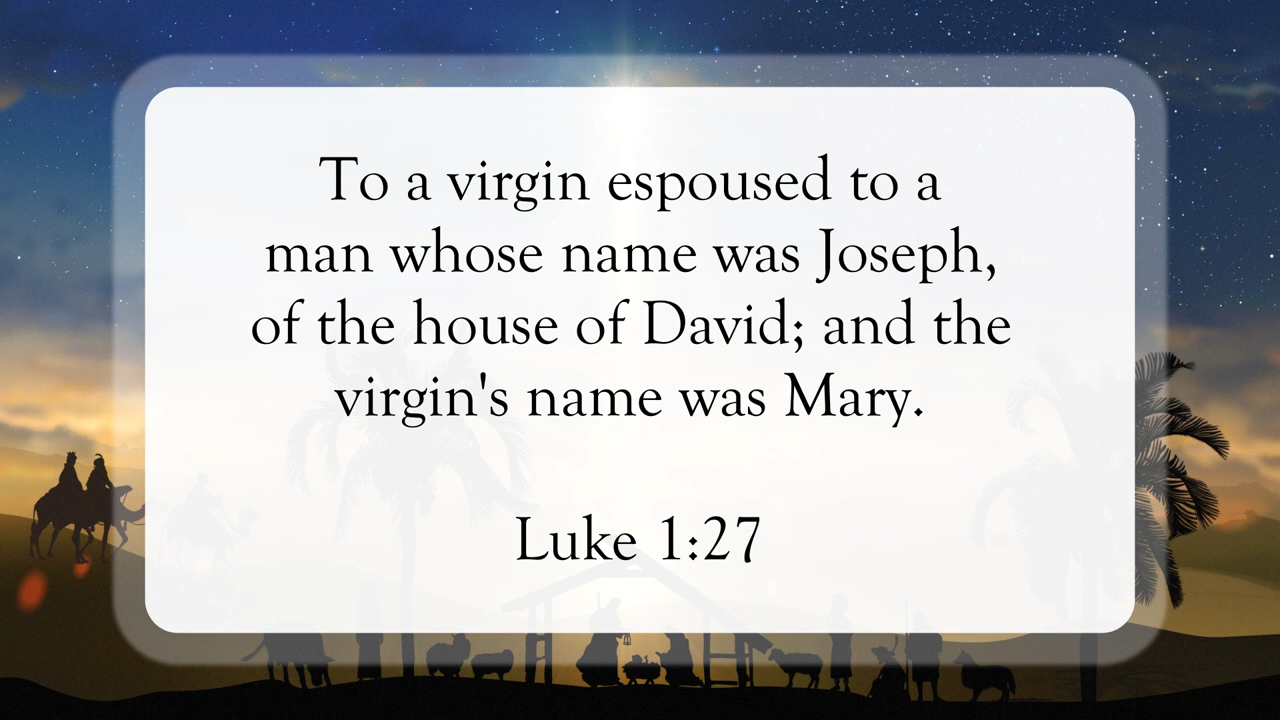 To a virgin espoused to a
man whose name was Joseph,
of the house of David; and the
virgin's name was Mary.
Luke 1:27